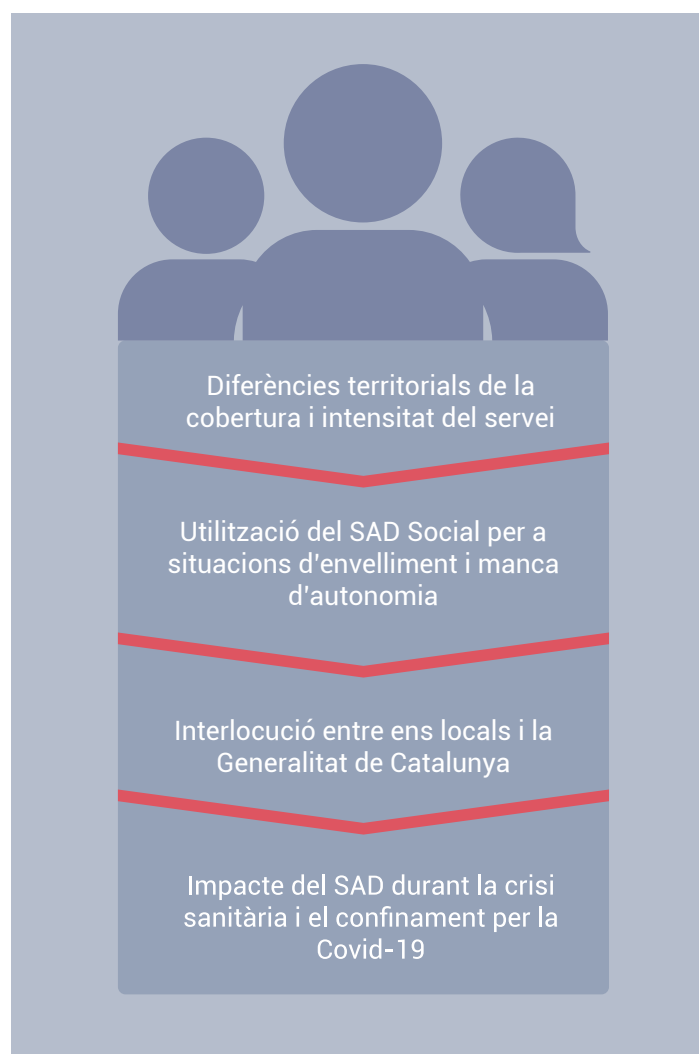 Diferències territorials de la
cobertura i intensitat del servei
Utilització del SAD Social per a
situacions d'envelliment i manca
d'autonomia
Interlocució entre ens locals i la
Generalitat de Catalunya
Impacte del SAD durant la crisi
sanitària i el confinament per la
Covid-19